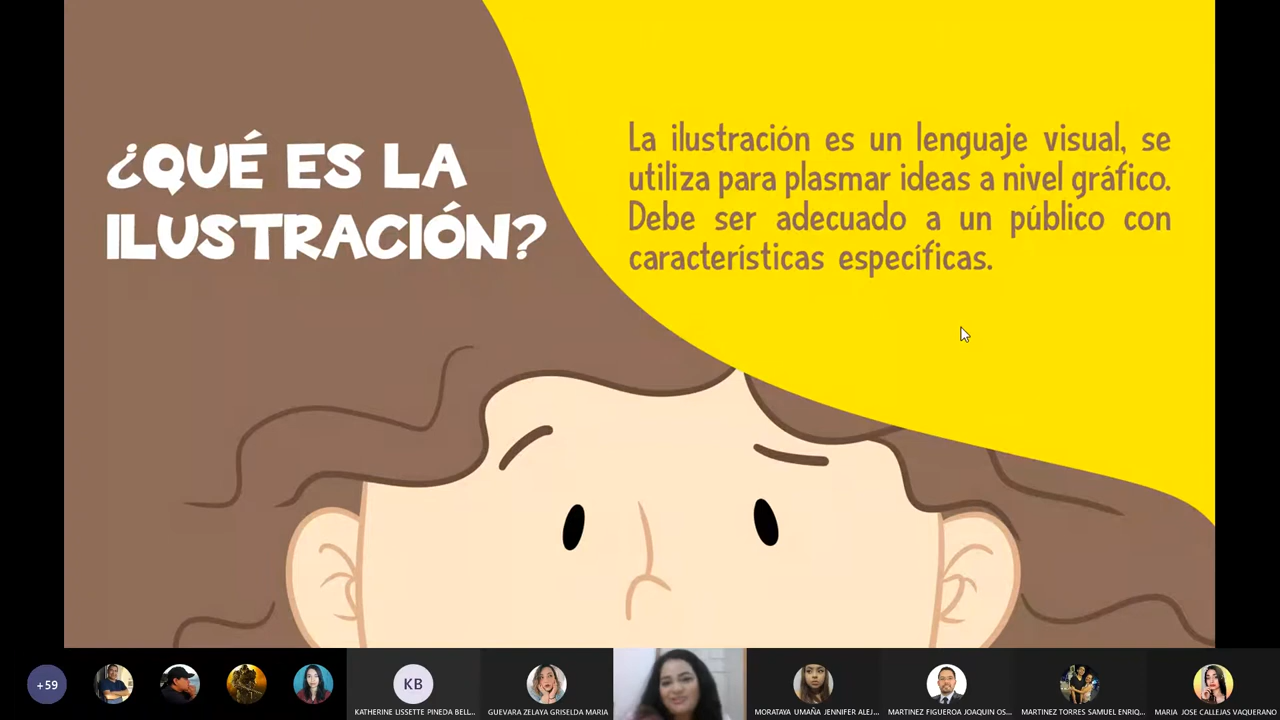 ¿QUÉ ES LA
ILUSTRACIÓN?
La ilustración es un lenguaje visual, se
utiliza para plasmar ideas a nivel gráfico.
Debe ser adecuado a un público con
características específicas.
+59
KB
KATHERINE LISSETTE PINEDA BELL...
GUEVARA ZELAYA GRISELDA MARIA
MORATAYA UMAÑA JENNIFER ALEJ...
MARTINEZ FIGUEROA JOAQUIN OS...
MARTINEZ TORRES SAMUEL ENRIQ...
MARIA JOSE CALLEJAS VAQUERANO